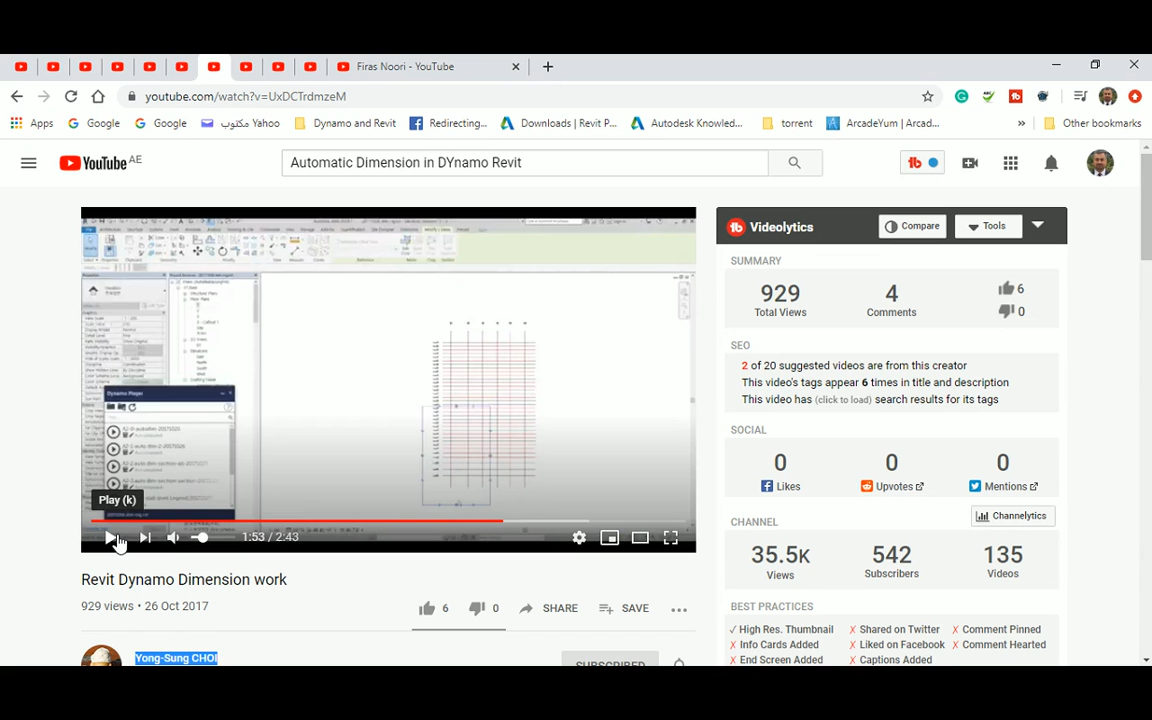 Firas Noori - YouTube
youtube.com/watch?v=UxDCTrdmzeM
Apps
Google
Google
مكتوب Yahoo
Dynamo and Revit
Redirecting...
Downloads | Revit P...
Autodesk Knowled...
torrent
ArcadeYum | Arcad...
»
Other bookmarks
YouTube AE
Automatic Dimension in DYnamo Revit
tb
Dynamo Player
Play (k)
1:53 / 2:43
Revit Dynamo Dimension work
929 views • 26 Oct 2017
6
0
SHARE
SAVE
Yong-Sung CHOI
SUBSCRIBED
tb Videolytics
Compare
Tools
SUMMARY
929
Total Views
4
Comments
6
0
SEO
2 of 20 suggested videos are from this creator
This video's tags appear 6 times in title and description
This video has (click to load) search results for its tags
SOCIAL
0
Likes
0
Upvotes
0
Mentions
CHANNEL
Channelytics
35.5K
Views
542
Subscribers
135
Videos
BEST PRACTICES
✓ High Res. Thumbnail
✗ Shared on Twitter
✗ Comment Pinned
✗ Info Cards Added
✗ Liked on Facebook
✗ Comment Hearted
✗ End Screen Added
✗ Captions Added